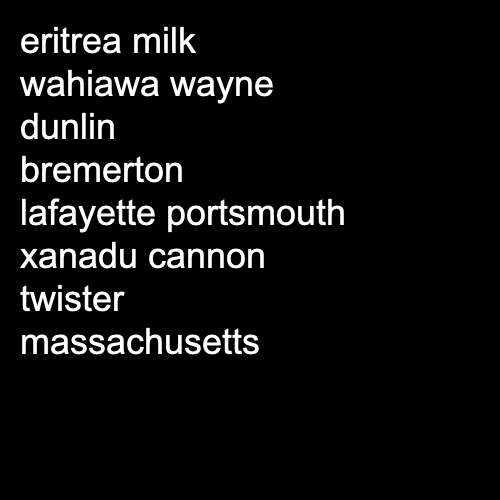 eritrea milk
wahiawa wayne
dunlin
bremerton
lafayette portsmouth
xanadu cannon
twister
massachusetts